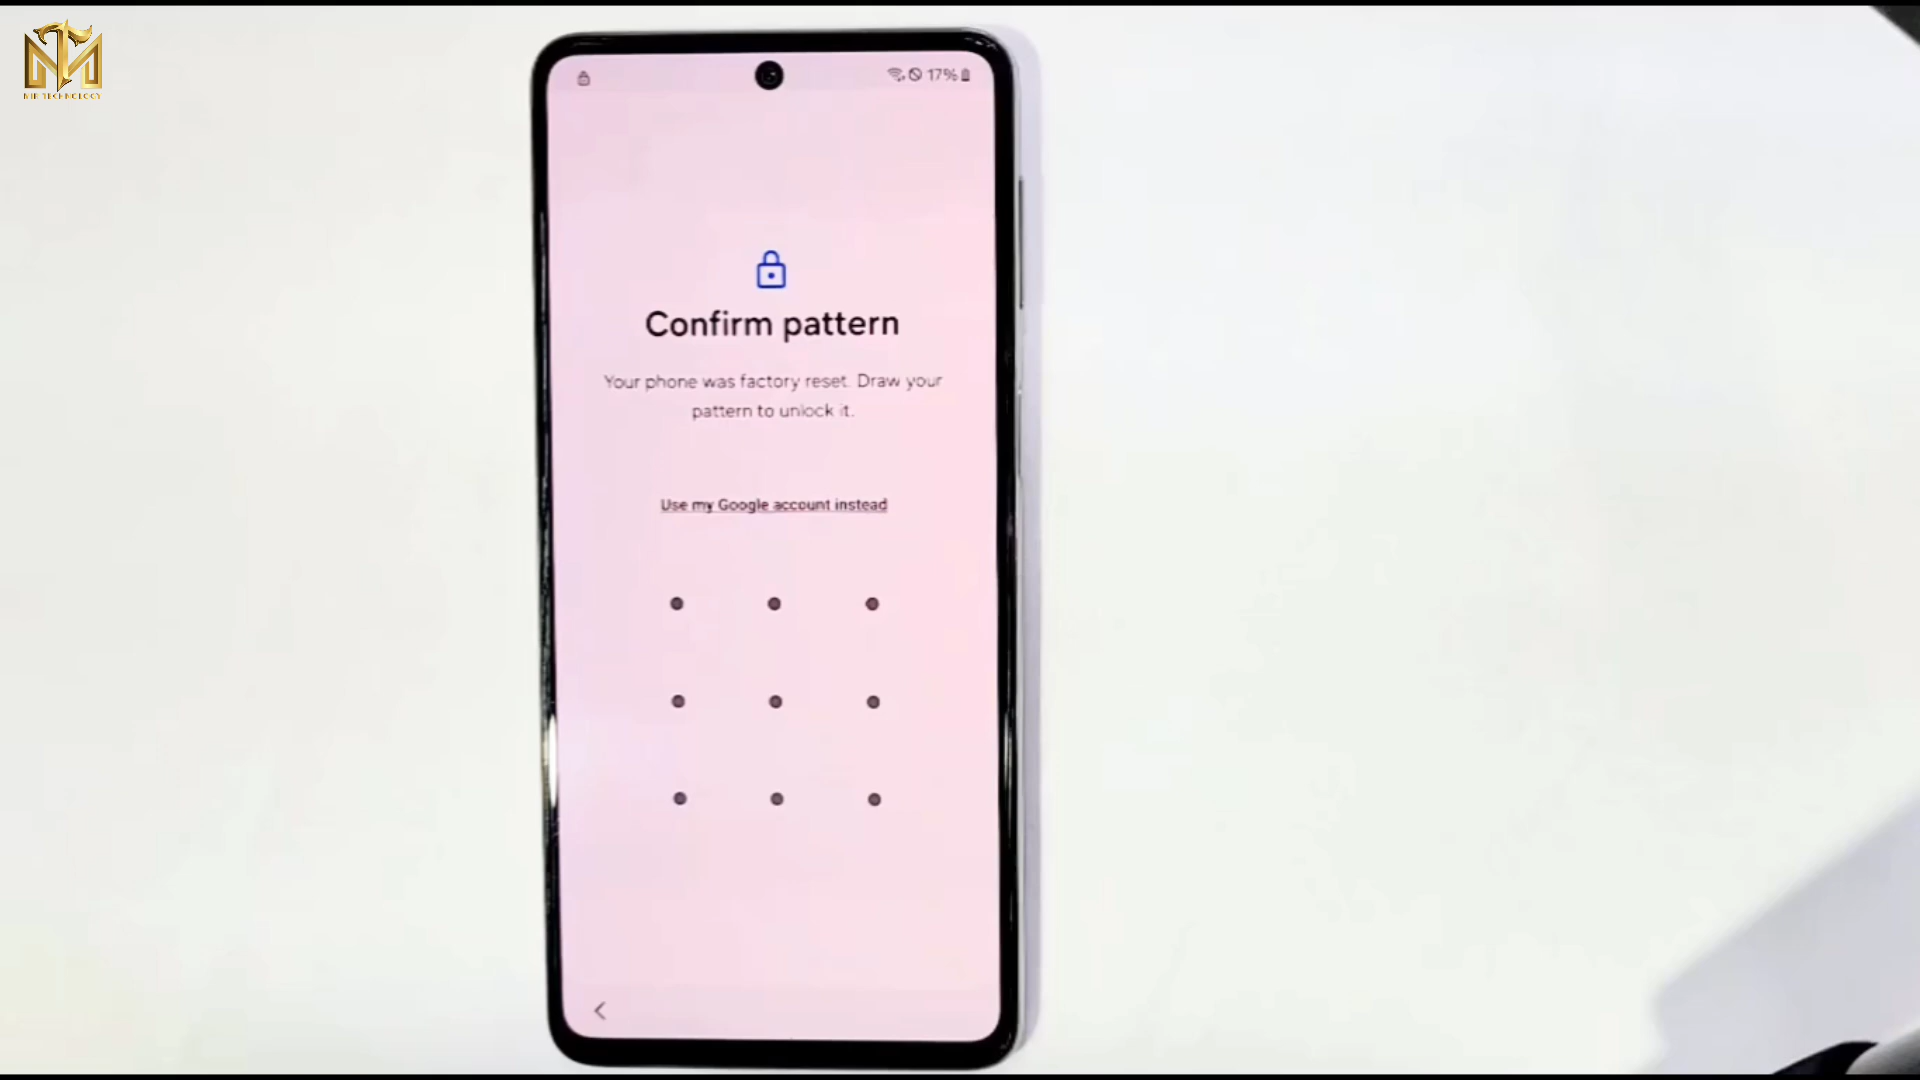 17%
Confirm pattern
Your phone was factory reset. Draw your
pattern to unlock it.
Use my Google account instead